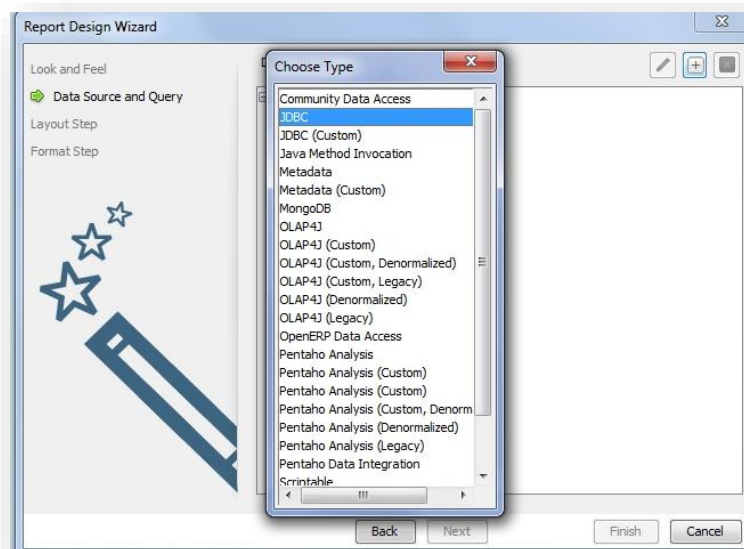 Report Design Wizard
Look and Feel
Data Source and Query
Layout Step
Format Step
Choose Type
Community Data Access
JDBC
JDBC (Custom)
Java Method Invocation
Metadata
Metadata (Custom)
MongoDB
OLAP4J
OLAP4J (Custom)
OLAP4J (Custom, Denormalized)
OLAP4J (Custom, Legacy)
OLAP4J (Denormalized)
OLAP4J (Legacy)
OpenERP Data Access
Pentaho Analysis
Pentaho Analysis (Custom)
Pentaho Analysis (Custom)
Pentaho Analysis (Custom, Denorm
Pentaho Analysis (Denormalized)
Pentaho Analysis (Legacy)
Pentaho Data Integration
Scriptable
Back Next Finish Cancel